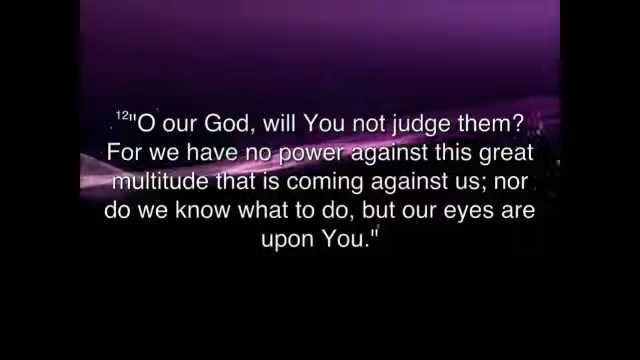 12"O our God, will You not judge them?
For we have no power against this great
multitude that is coming against us; nor
do we know what to do, but our eyes are
upon You."